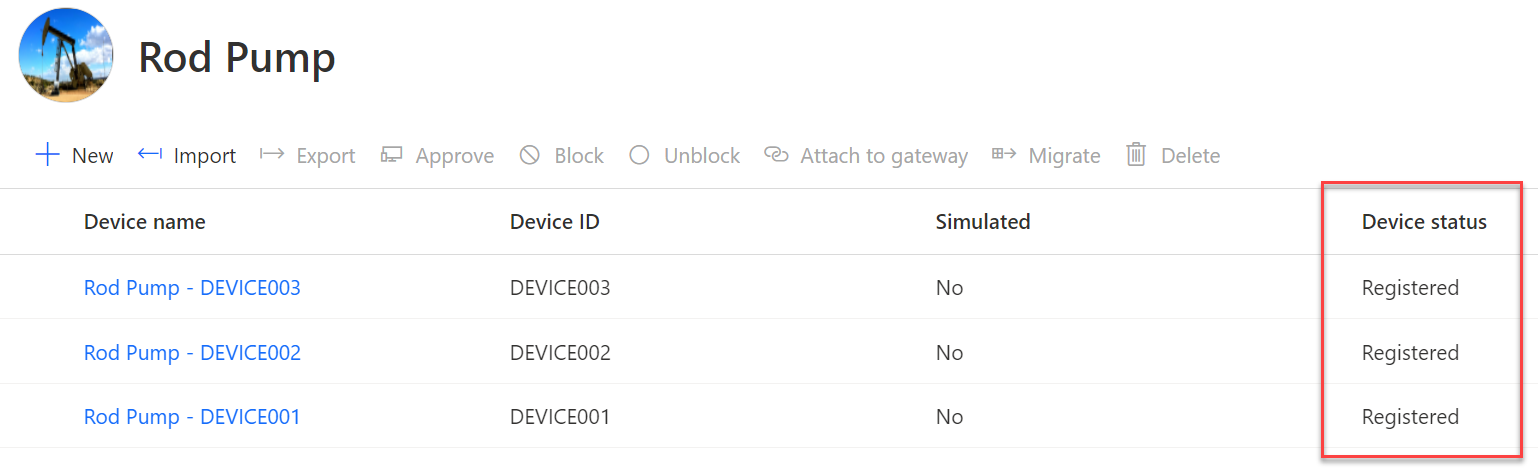 Rod Pump
New Import Export Approve Block Unblock Attach to gateway Migrate Delete
Device name Device ID Simulated Device status
Rod Pump - DEVICE003 DEVICE003 No Registered
Rod Pump - DEVICE002 DEVICE002 No Registered
Rod Pump - DEVICE001 DEVICE001 No Registered